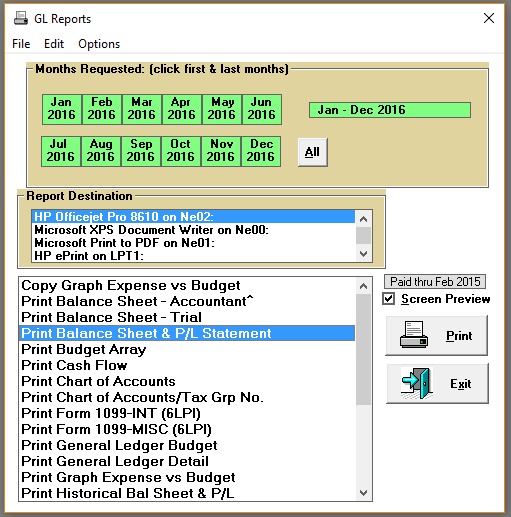 GL Reports
File Edit Options
Months Requested: (click first & last months)
Jan 2016
Feb 2016
Mar 2016
Apr 2016
May 2016
Jun 2016
Jan - Dec 2016
Jul 2016
Aug 2016
Sep 2016
Oct 2016
Nov 2016
Dec 2016
All
Report Destination
HP Officejet Pro 8610 on Ne02:
Microsoft XPS Document Writer on Ne00:
Microsoft Print to PDF on Ne01:
HP ePrint on LPT1:
Copy Graph Expense vs Budget
Print Balance Sheet - Accountant^
Print Balance Sheet - Trial
Print Balance Sheet & P/L Statement
Print Budget Array
Print Cash Flow
Print Chart of Accounts
Print Chart of Accounts/Tax Grp No.
Print Form 1099-INT (6LPI)
Print Form 1099-MISC (6LPI)
Print General Ledger Budget
Print General Ledger Detail
Print Graph Expense vs Budget
Print Historical Bal Sheet & P/L
Paid thru Feb 2015
Screen Preview
Print
Exit